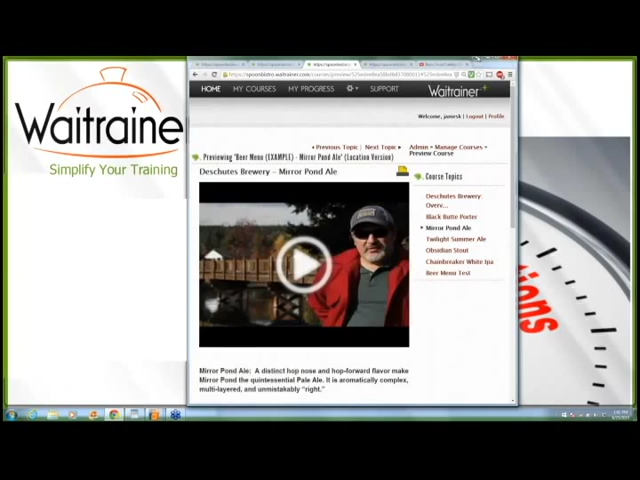 Waitraine
Simplify Your Training
HOME
MY COURSES
MY PROGRESS
SUPPORT
Waitrainer+
Welcome, jamesk | Logout | Profile
Previous Topic | Next Topic
Admin • Manage Courses •
Preview Course
Previewing 'Beer Menu (EXAMPLE) - Mirror Pond Ale' (Location Version)
Deschutes Brewery – Mirror Pond Ale
Course Topics
Deschutes Brewery:
Overv...
Black Butte Porter
Mirror Pond Ale
Twilight Summer Ale
Obsidian Stout
Chainbreaker White Ipa
Beer Menu Test
Mirror Pond Ale: A distinct hop nose and hop-forward flavor make
Mirror Pond the quintessential Pale Ale. It is aromatically complex,
multi-layered, and unmistakably "right."